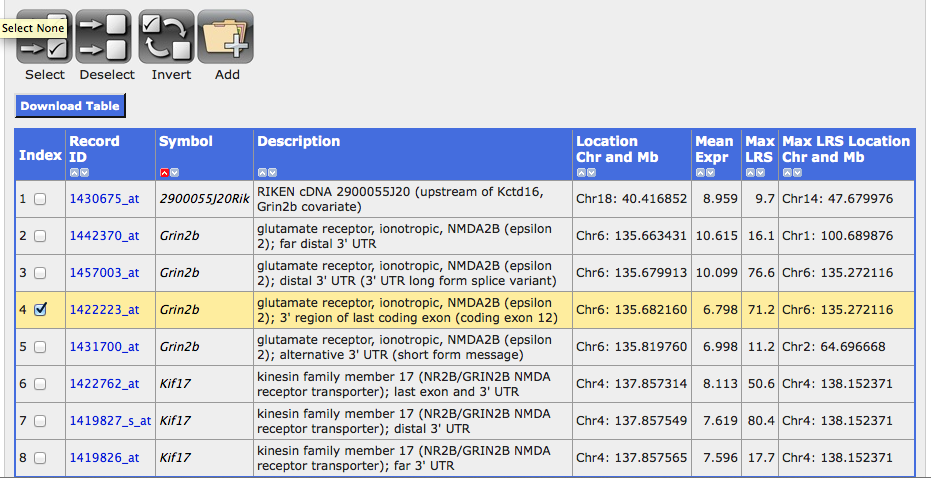 Select None
Select Deselect Invert Add
Download Table
Index Record ID Symbol Description Location Chr and Mb Mean Expr Max LRS Max LRS Location Chr and Mb
1 1430675_at 2900055J20Rik RIKEN cDNA 2900055J20 (upstream of Kctd16, Grin2b covariate) Chr18: 40.416852 8.959 9.7 Chr14: 47.679976
2 1442370_at Grin2b glutamate receptor, ionotropic, NMDA2B (epsilon 2); far distal 3' UTR Chr6: 135.663431 10.615 16.1 Chr1: 100.689876
3 1457003_at Grin2b glutamate receptor, ionotropic, NMDA2B (epsilon 2); distal 3' UTR (3' UTR long form splice variant) Chr6: 135.679913 10.099 76.6 Chr6: 135.272116
4 1422223_at Grin2b glutamate receptor, ionotropic, NMDA2B (epsilon 2); 3' region of last coding exon (coding exon 12) Chr6: 135.682160 6.798 71.2 Chr6: 135.272116
5 1431700_at Grin2b glutamate receptor, ionotropic, NMDA2B (epsilon 2); alternative 3' UTR (short form message) Chr6: 135.819760 6.998 11.2 Chr2: 64.696668
6 1422762_at Kif17 kinesin family member 17 (NR2B/GRIN2B NMDA receptor transporter); last exon and 3' UTR Chr4: 137.857314 8.113 50.6 Chr4: 138.152371
7 1419827_s_at Kif17 kinesin family member 17 (NR2B/GRIN2B NMDA receptor transporter); distal 3' UTR Chr4: 137.857549 7.619 80.4 Chr4: 138.152371
8 1419826_at Kif17 kinesin family member 17 (NR2B/GRIN2B NMDA receptor transporter); far 3' UTR Chr4: 137.857565 7.596 17.7 Chr4: 138.152371